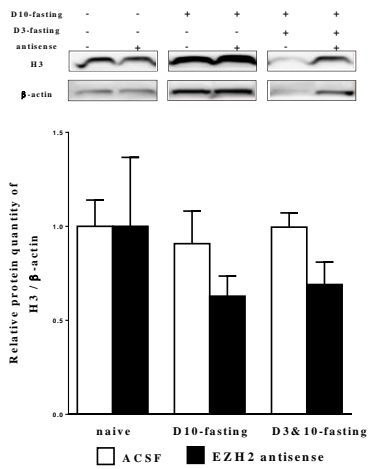 D10-fasting - - + + + +
D3-fasting + +
antisense - + - + - +
H3
β-actin
Relative protein quantity of
H3 / β-actin
1.5
1.0
0.5
0.0
naive D10-fasting D3&10-fasting
ACSF EZH2 antisense